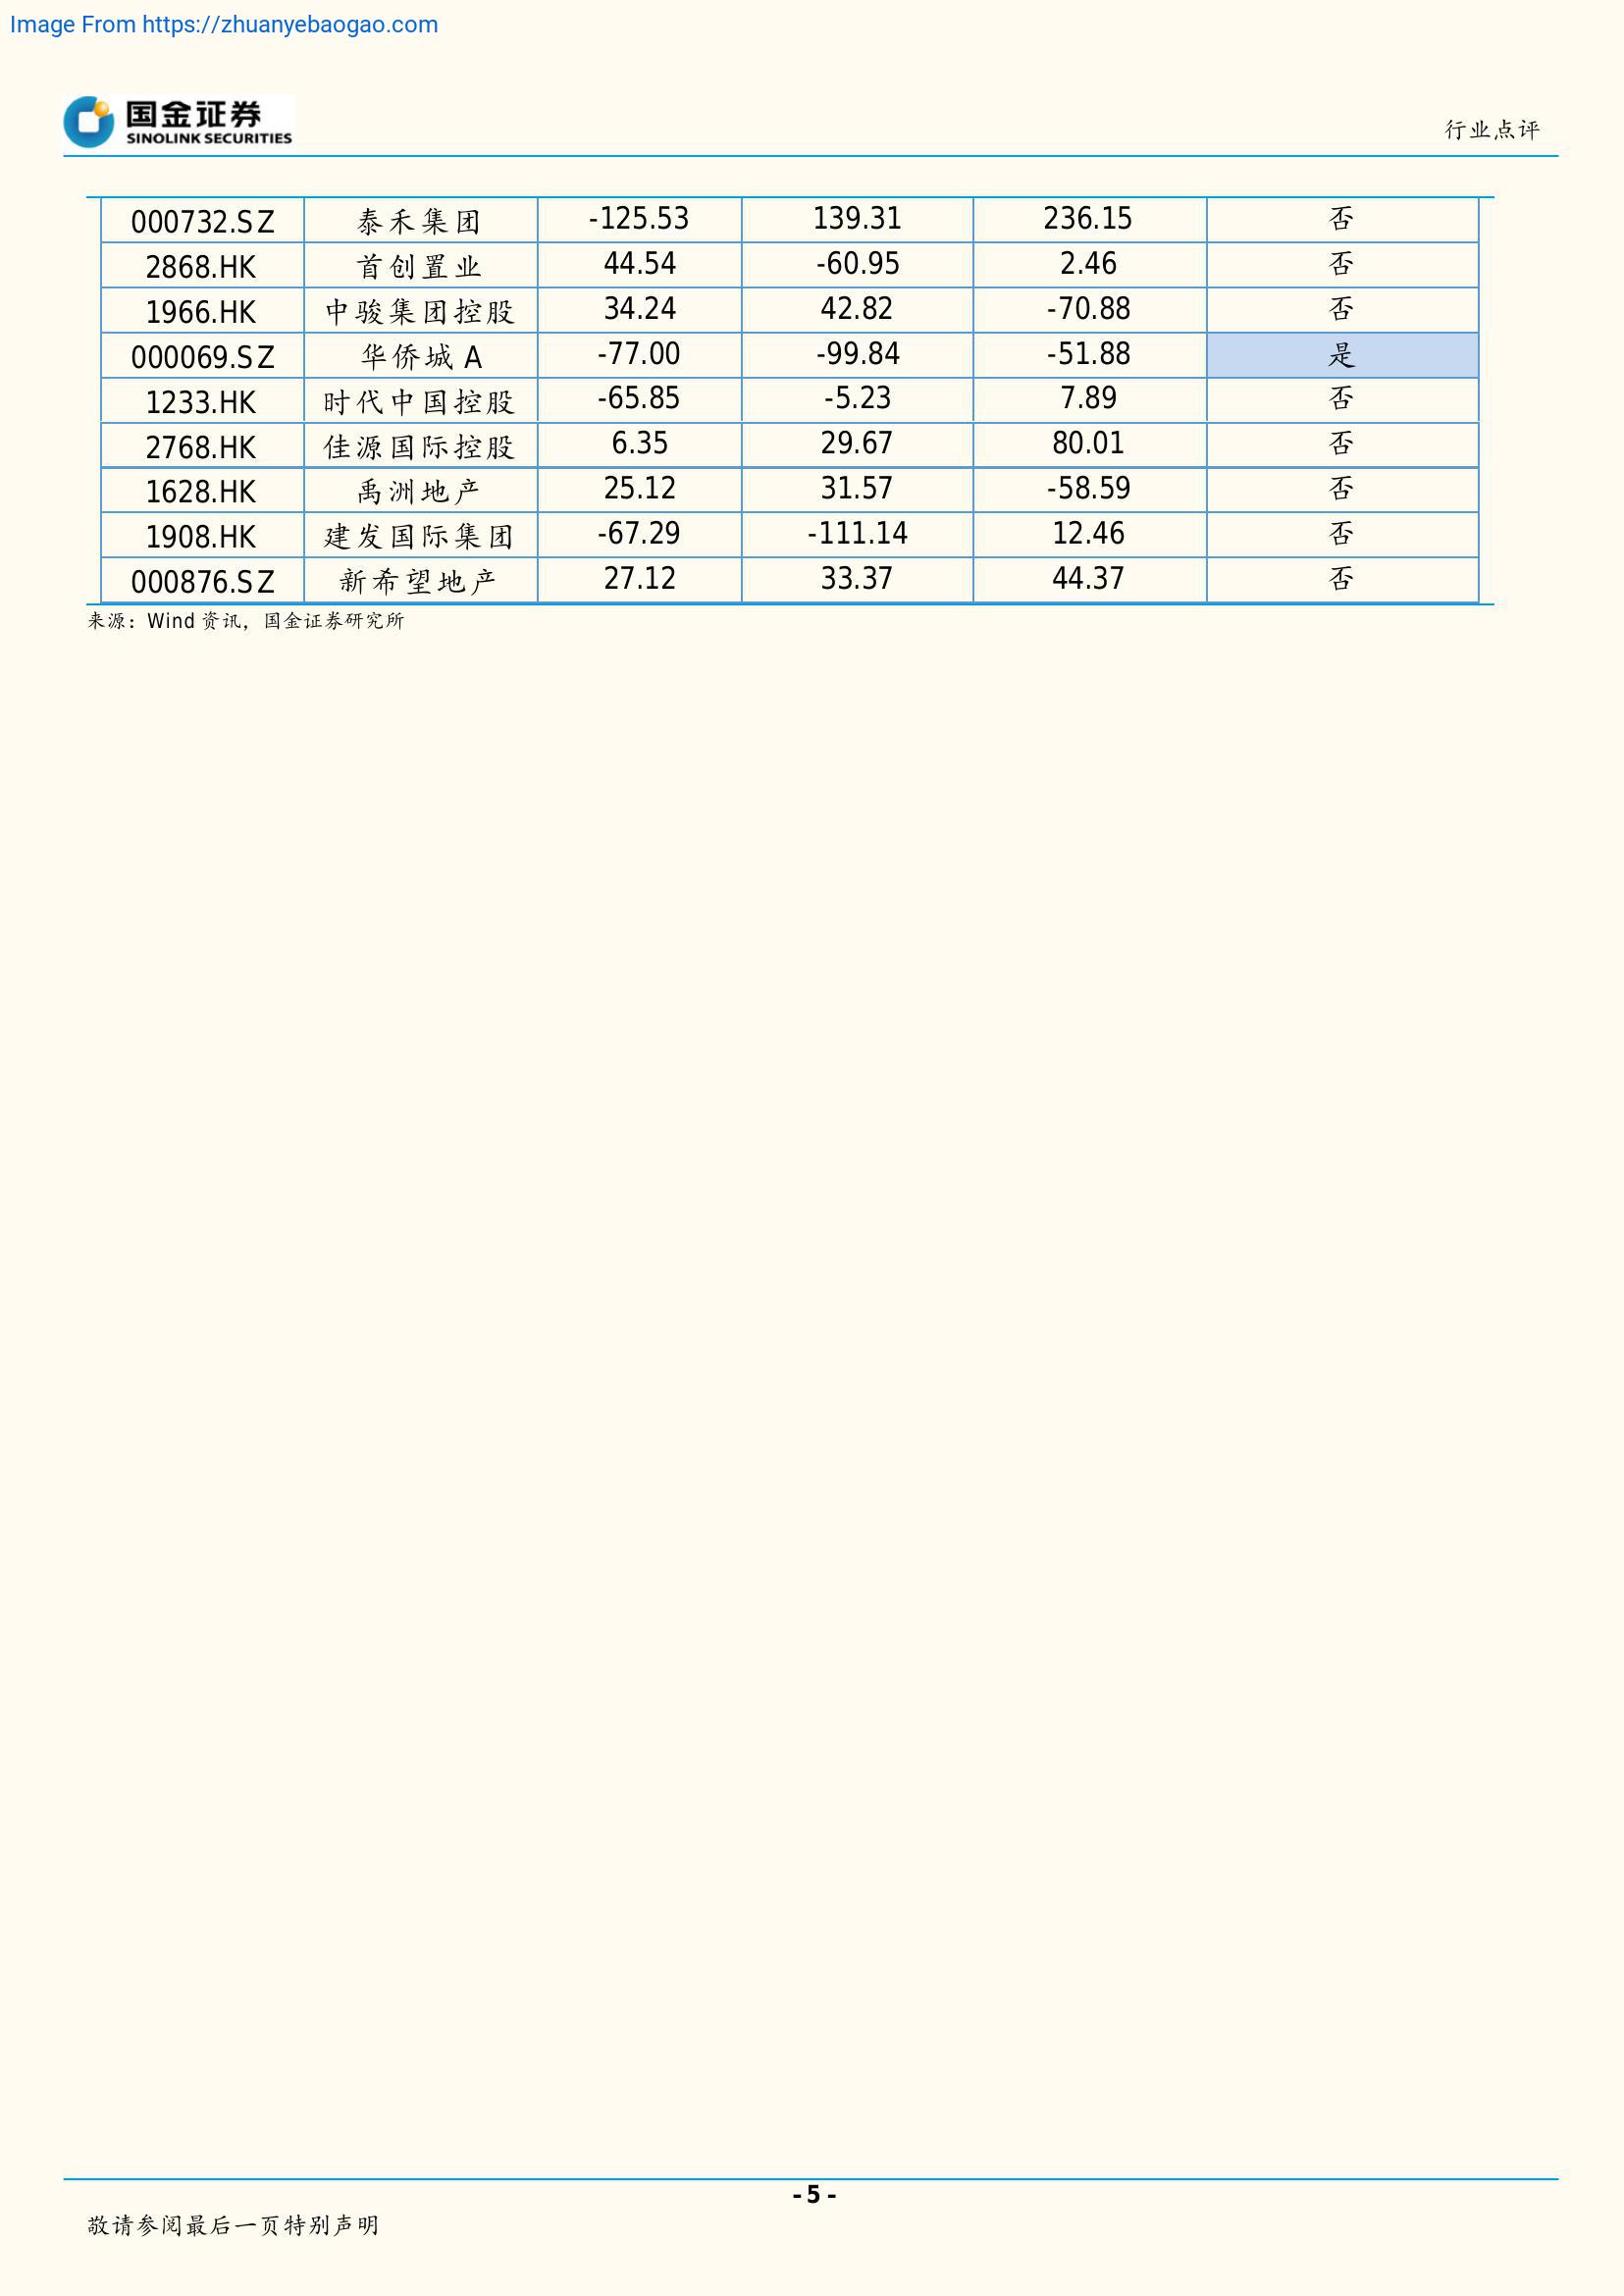 Image From https://zhuanyebaogao.com
国金证券
SINOLINK SECURITIES
行业点评
000732.SZ 泰禾集团 -125.53 139.31 236.15 否
2868.HK 首创置业 44.54 -60.95 2.46 否
1966.HK 中骏集团控股 34.24 42.82 -70.88 否
000069.SZ 华侨城 A -77.00 -99.84 -51.88 是
1233.HK 时代中国控股 -65.85 -5.23 7.89 否
2768.HK 佳源国际控股 6.35 29.67 80.01 否
1628.HK 禹洲地产 25.12 31.57 -58.59 否
1908.HK 建发国际集团 -67.29 -111.14 12.46 否
000876.SZ 新希望地产 27.12 33.37 44.37 否
来源：Wind 资讯，国金证券研究所
- 5 -
敬请参阅最后一页特别声明